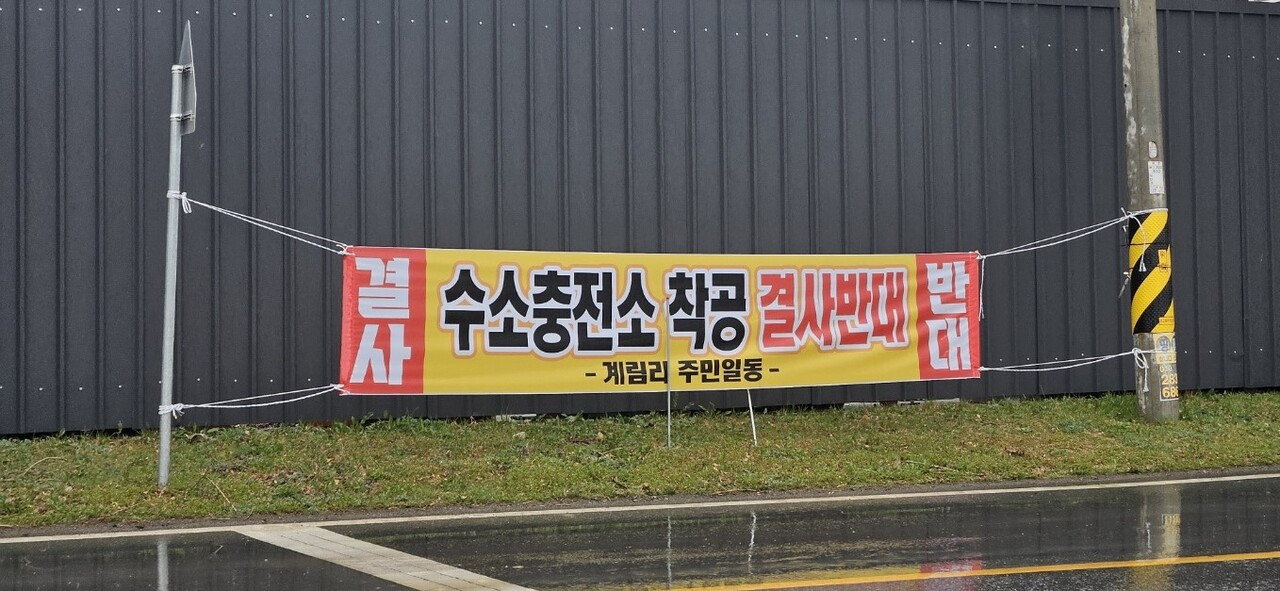 결사
수소충전소 착공 결사반대
- 계림리 주민일동 -
반대